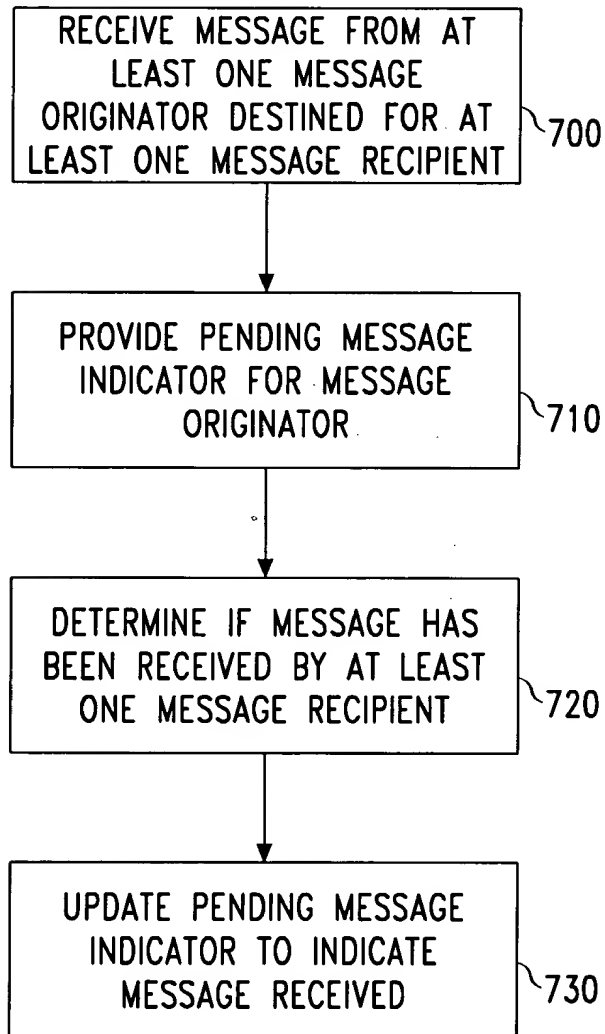 RECEIVE MESSAGE FROM AT
LEAST ONE MESSAGE
ORIGINATOR DESTINED FOR AT
LEAST ONE MESSAGE RECIPIENT
700
PROVIDE PENDING MESSAGE
INDICATOR FOR MESSAGE
ORIGINATOR
710
DETERMINE IF MESSAGE HAS
BEEN RECEIVED BY AT LEAST
ONE MESSAGE RECIPIENT
720
UPDATE PENDING MESSAGE
INDICATOR TO INDICATE
MESSAGE RECEIVED
730